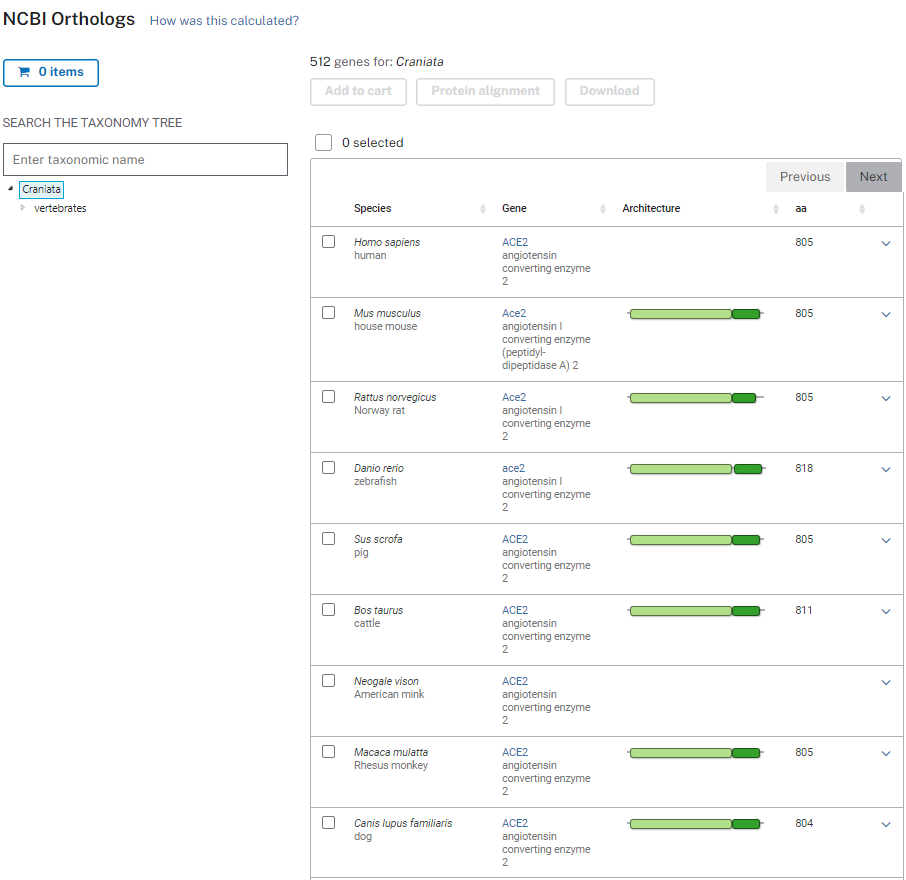 NCBI Orthologs How was this calculated?
0 items
512 genes for: Craniata
Add to cart Protein alignment Download
SEARCH THE TAXONOMY TREE
Enter taxonomic name
Craniata
vertebrates
0 selected
Previous Next
Species Gene Architecture aa
Homo sapiens ACE2 805
human angiotensin
converting enzyme
2
Mus musculus Ace2 805
house mouse angiotensin I
converting enzyme
(peptidyl-
dipeptidase A) 2
Rattus norvegicus Ace2 805
Norway rat angiotensin I
converting enzyme
2
Danio rerio ace2 818
zebrafish angiotensin I
converting enzyme
2
Sus scrofa ACE2 805
pig angiotensin
converting enzyme
2
Bos taurus ACE2 811
cattle angiotensin
converting enzyme
2
Neogale vison ACE2
American mink angiotensin
converting enzyme
2
Macaca mulatta ACE2 805
Rhesus monkey angiotensin
converting enzyme
2
Canis lupus familiaris ACE2 804
dog angiotensin
converting enzyme
2